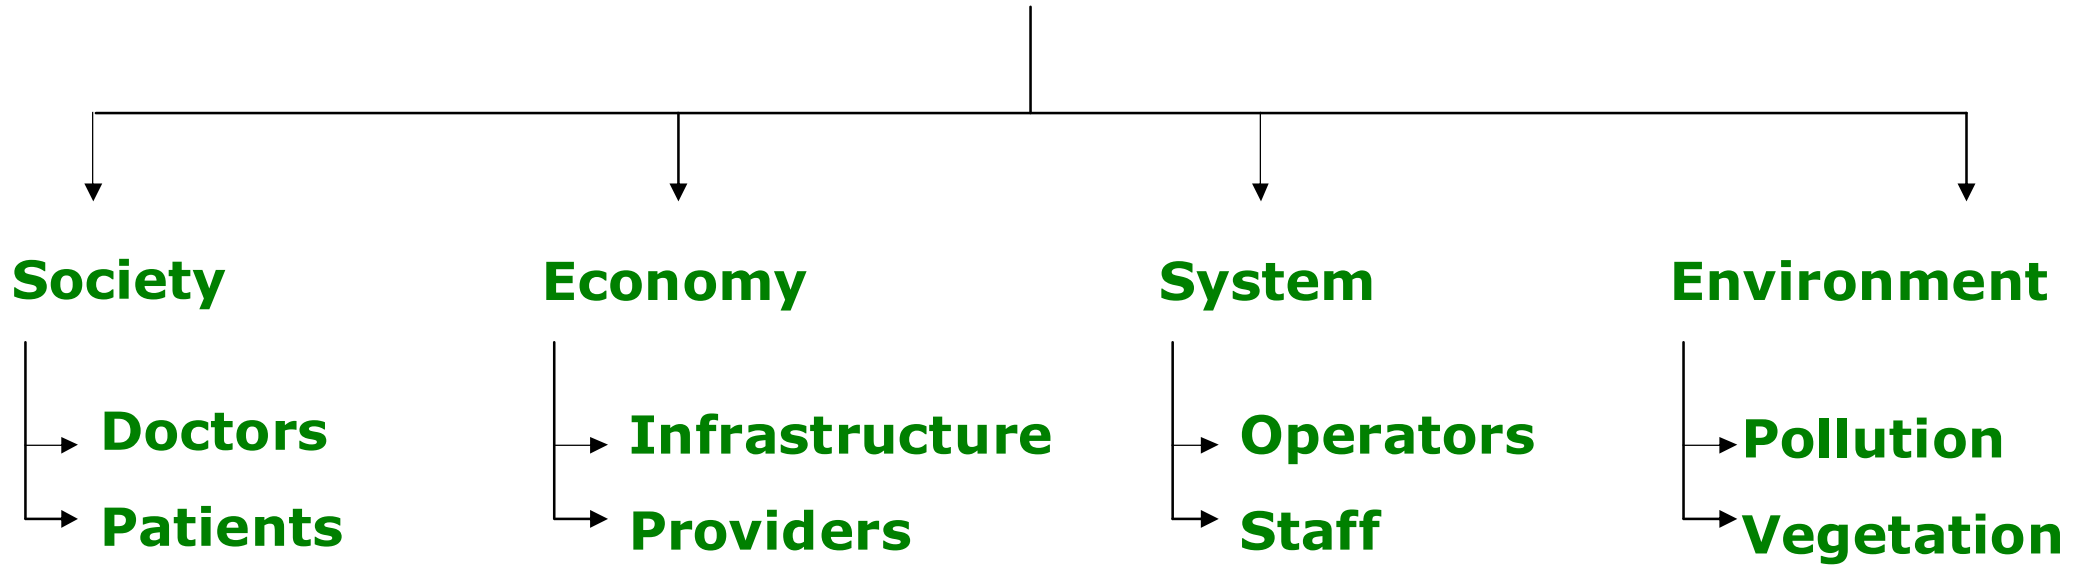 Society
Economy
System
Environment
Doctors
Patients
Infrastructure
Providers
Operators
Staff
Pollution
Vegetation